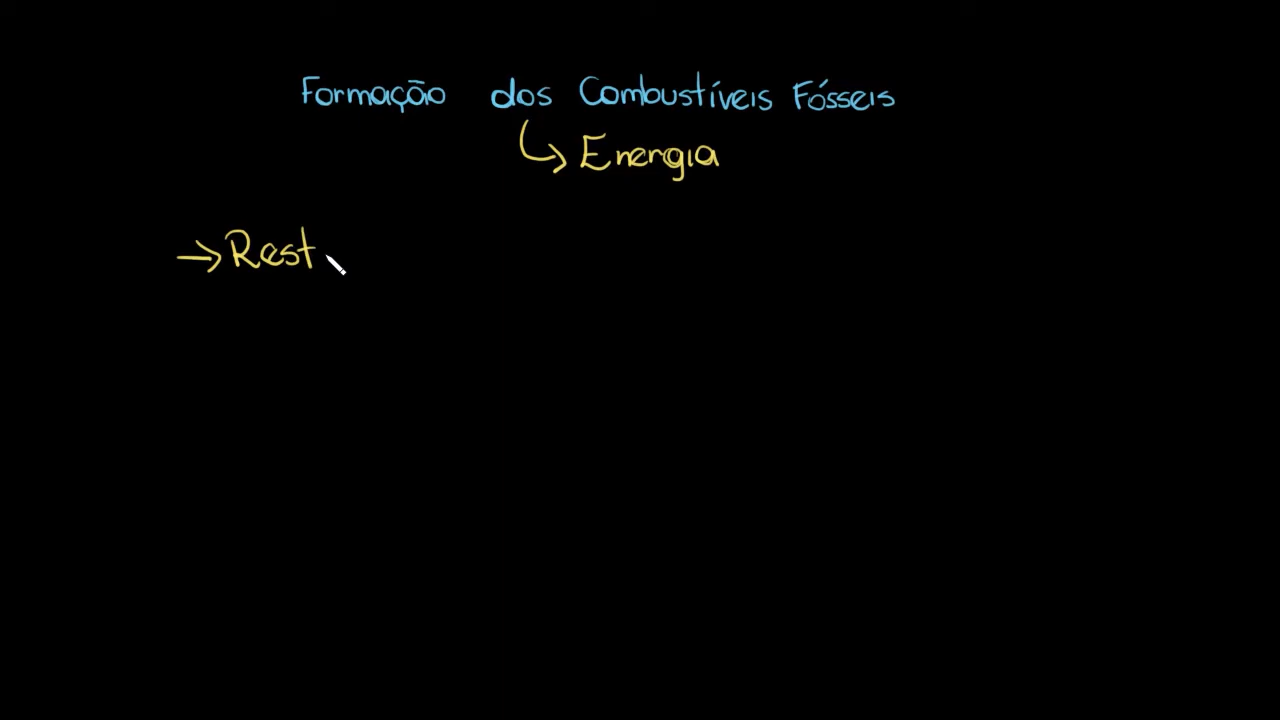 Formação dos Combustíveis Fósseis
↳ Energia
→ Rest